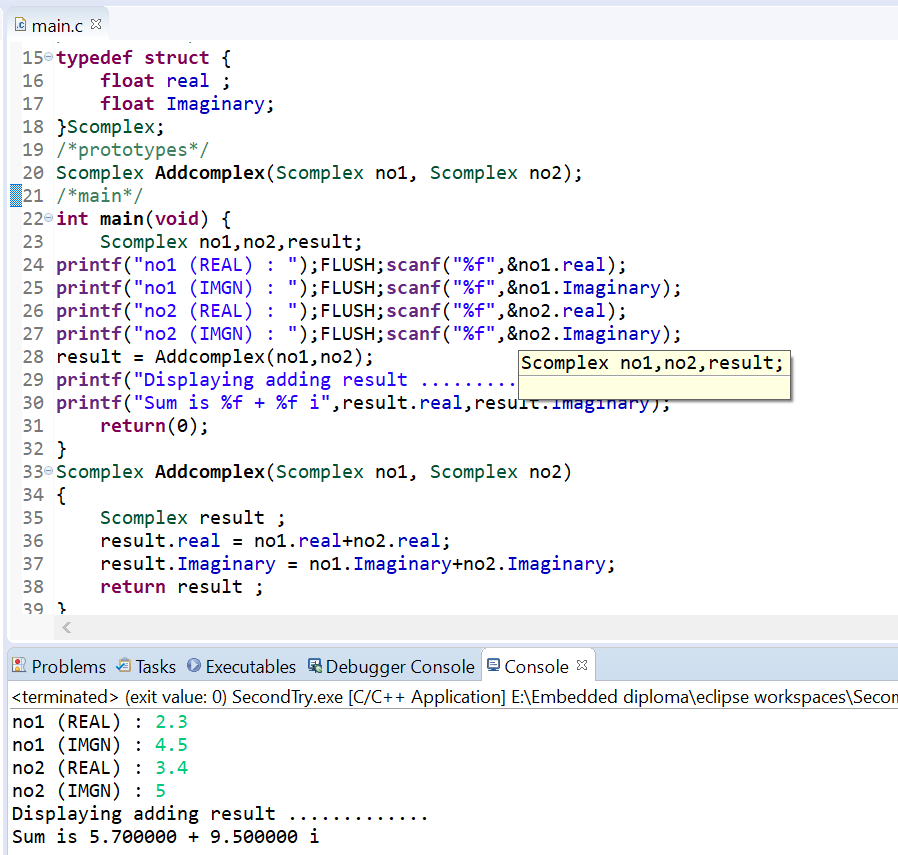 main.c
15 typedef struct {
16 float real ;
17 float Imaginary;
18 }Scomplex;
19 /*prototypes*/
20 Scomplex Addcomplex(Scomplex no1, Scomplex no2);
21 /*main*/
22 int main(void) {
23 Scomplex no1,no2,result;
24 printf("no1 (REAL) : ");FLUSH;scanf("%f",&no1.real);
25 printf("no1 (IMGN) : ");FLUSH;scanf("%f",&no1.Imaginary);
26 printf("no2 (REAL) : ");FLUSH;scanf("%f",&no2.real);
27 printf("no2 (IMGN) : ");FLUSH;scanf("%f",&no2.Imaginary);
28 result = Addcomplex(no1,no2);
Scomplex no1,no2,result;
29 printf("Displaying adding result .........
30 printf("Sum is %f + %f i",result.real,result.Imaginary);
31 return(0);
32 }
33 Scomplex Addcomplex(Scomplex no1, Scomplex no2)
34 {
35 Scomplex result ;
36 result.real = no1.real+no2.real;
37 result.Imaginary = no1.Imaginary+no2.Imaginary;
38 return result ;
39 }
Problems Tasks Executables Debugger Console Console
<terminated> (exit value: 0) SecondTry.exe [C/C++ Application] E:\Embedded diploma\eclipse workspaces\Secon
no1 (REAL) : 2.3
no1 (IMGN) : 4.5
no2 (REAL) : 3.4
no2 (IMGN) : 5
Displaying adding result .............
Sum is 5.700000 + 9.500000 i